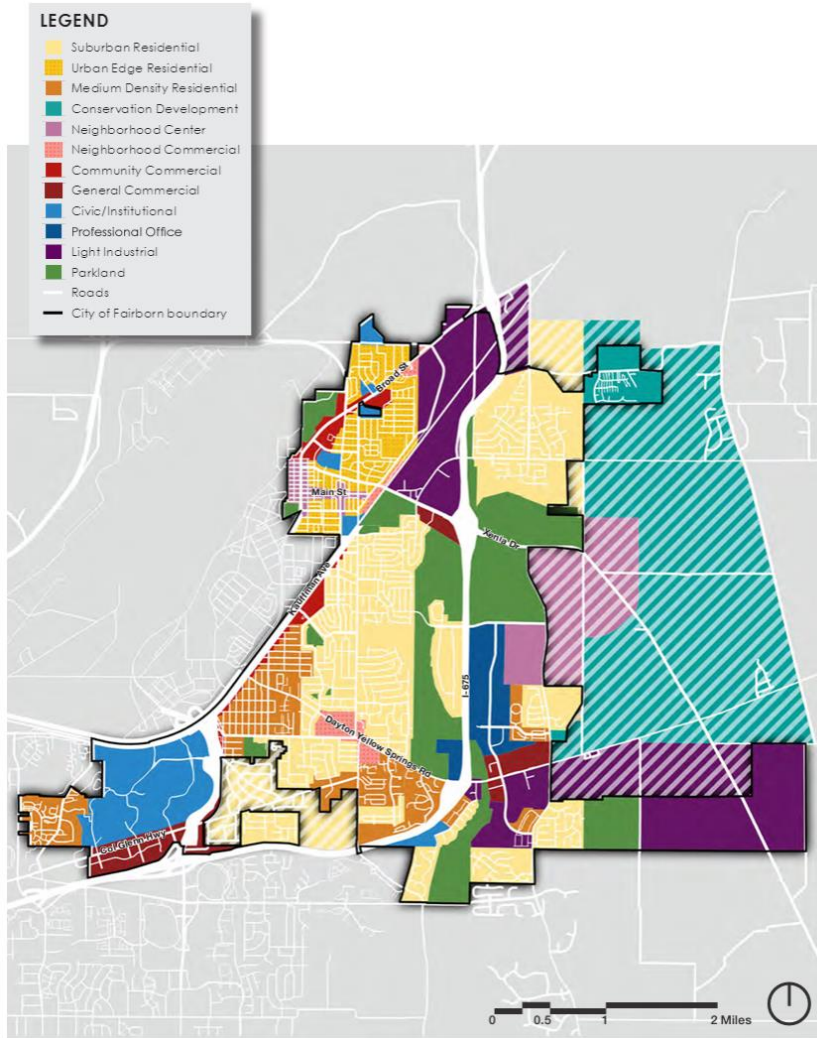 LEGEND
Suburban Residential
Urban Edge Residential
Medium Density Residential
Conservation Development
Neighborhood Center
Neighborhood Commercial
Community Commercial
General Commercial
Civic/Institutional
Professional Office
Light Industrial
Parkland
Roads
City of Fairborn boundary
Broad St
Main St
Xenia Dr
Kauffman Ave
I-675
Dayton Yellow Springs Rd
Col Glenn Hwy
0 0.5 1 2 Miles